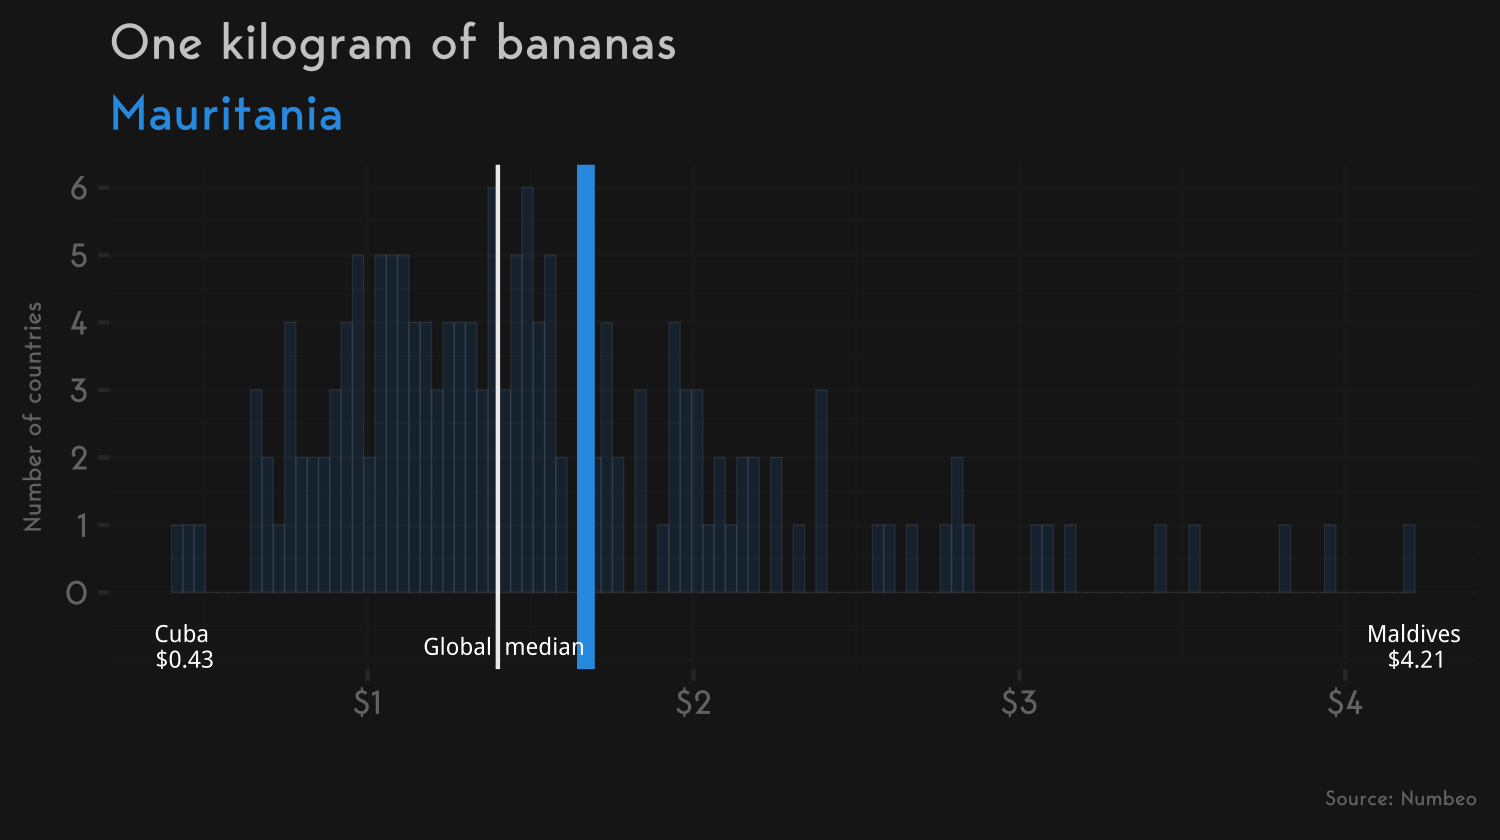 One kilogram of bananas
Mauritania
Number of countries
6
5
4
3
2
1
0
Cuba
$0.43
Global median
Maldives
$4.21
$1
$2
$3
$4
Source: Numbeo